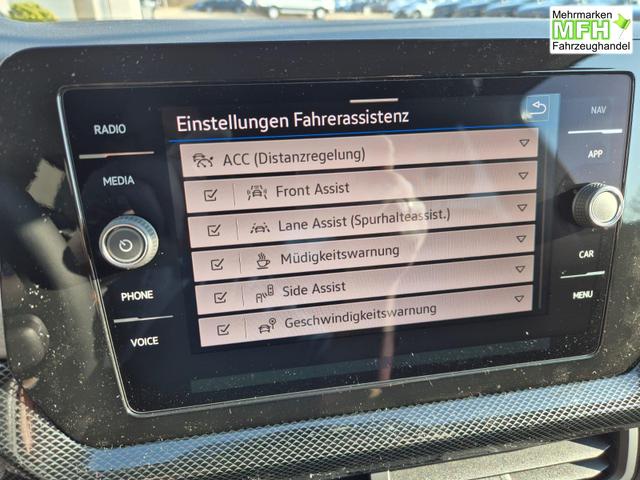 Mehrmarken
MFH
Fahrzeughandel
RADIO
MEDIA
PHONE
VOICE
Einstellungen Fahrerassistenz
ACC (Distanzregelung)
Front Assist
Lane Assist (Spurhalteassist.)
Müdigkeitswarnung
Side Assist
Geschwindigkeitswarnung
NAV
APP
CAR
MENU